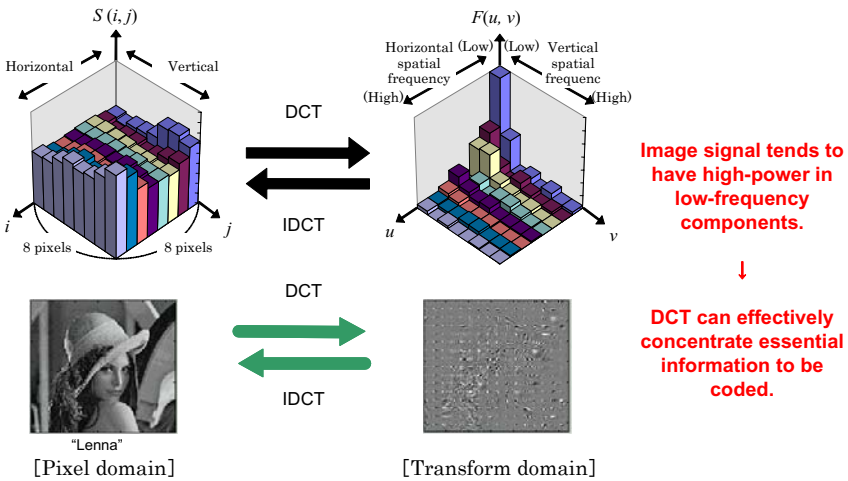 S (i, j)
Horizontal
Vertical
i
j
8 pixels
8 pixels
DCT
IDCT
F(u, v)
Horizontal
spatial
frequency
(Low)
(Low)
Vertical
spatial
frequenc
(High)
(High)
u
v
Image signal tends to
have high-power in
low-frequency
components.
↓
DCT can effectively
concentrate essential
information to be
coded.
DCT
IDCT
“Lenna”
[Pixel domain]
[Transform domain]